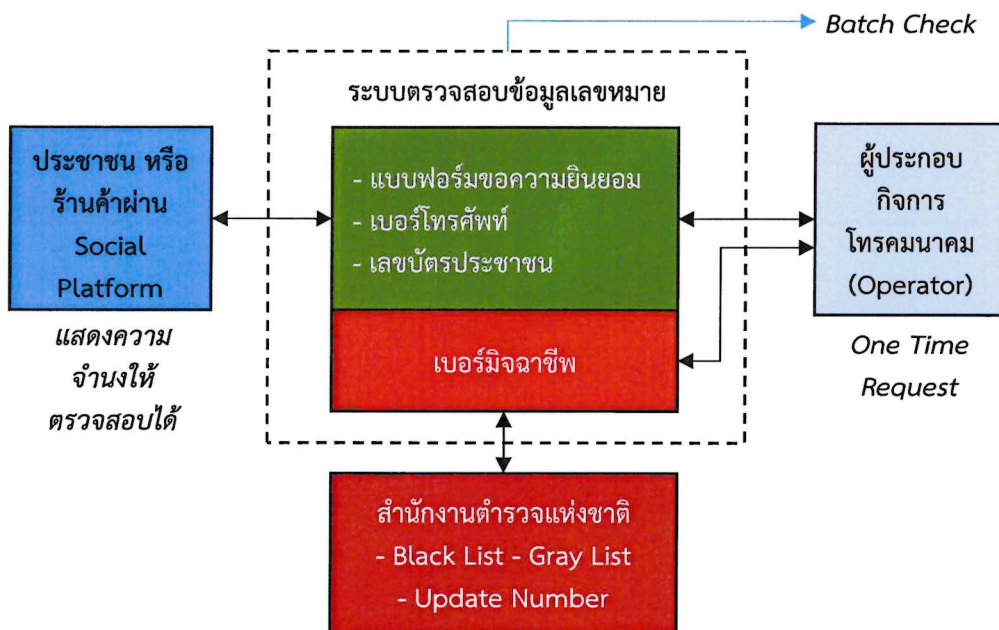 Batch Check
ระบบตรวจสอบข้อมูลเลขหมาย
ประชาชน หรือ
ร้านค้าผ่าน
Social
Platform
แสดงความ
จำนงให้
ตรวจสอบได้
- แบบฟอร์มขอความยินยอม
- เบอร์โทรศัพท์
- เลขบัตรประชาชน
เบอร์มิจฉาชีพ
ผู้ประกอบ
กิจการ
โทรคมนาคม
(Operator)
One Time
Request
สำนักงานตำรวจแห่งชาติ
- Black List - Gray List
- Update Number